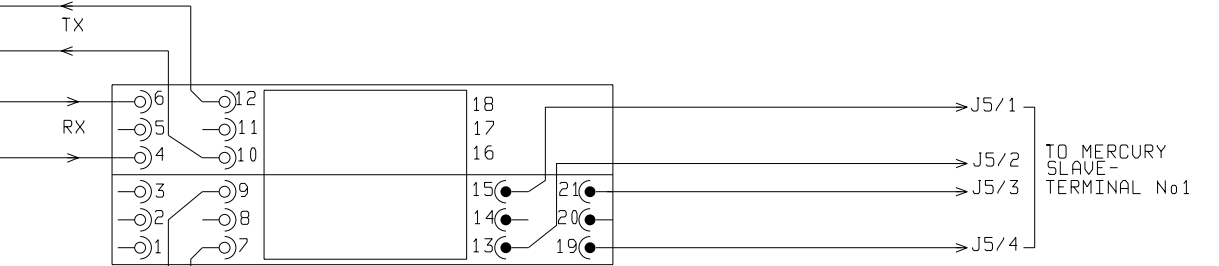 TX
6 12 18 J5/1
RX 5 11 17
4 10 16 J5/2 TO MERCURY
SLAVE-
3 9 15 21 J5/3 TERMINAL No1
2 8 14 20
1 7 13 19 J5/4